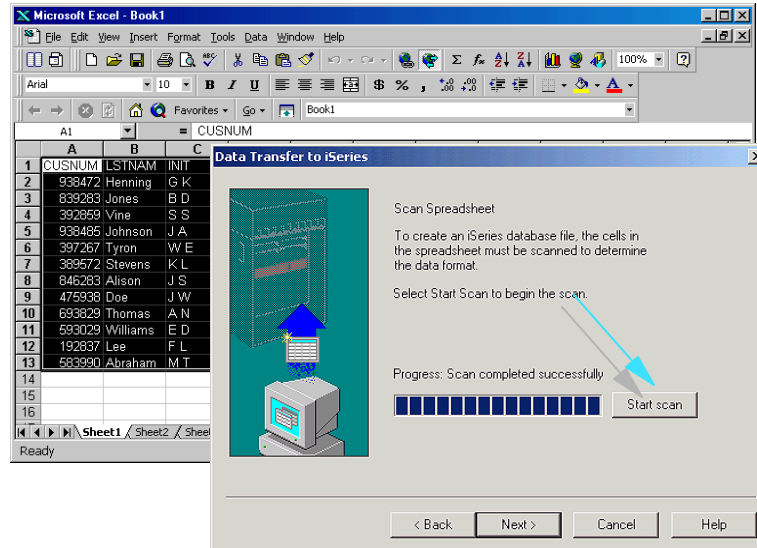 Microsoft Excel - Book1
File Edit View Insert Format Tools Data Window Help
Σ fx 100%
Arial 10 B I U $ % ,
Favorites Go Book1
A1 = CUSNUM
A B C
1 CUSNUM LSTNAM INIT
2 938472 Henning G K
3 839283 Jones B D
4 392859 Vine S S
5 938485 Johnson J A
6 397267 Tyron W E
7 389572 Stevens K L
8 846283 Alison J S
9 475938 Doe J W
10 693829 Thomas A N
11 593029 Williams E D
12 192837 Lee F L
13 583990 Abraham M T
14
15
16
Sheet1 Sheet2 Sheet
Ready
Data Transfer to iSeries
Scan Spreadsheet
To create an iSeries database file, the cells in
the spreadsheet must be scanned to determine
the data format.
Select Start Scan to begin the scan.
Progress: Scan completed successfully
Start scan
< Back Next > Cancel Help